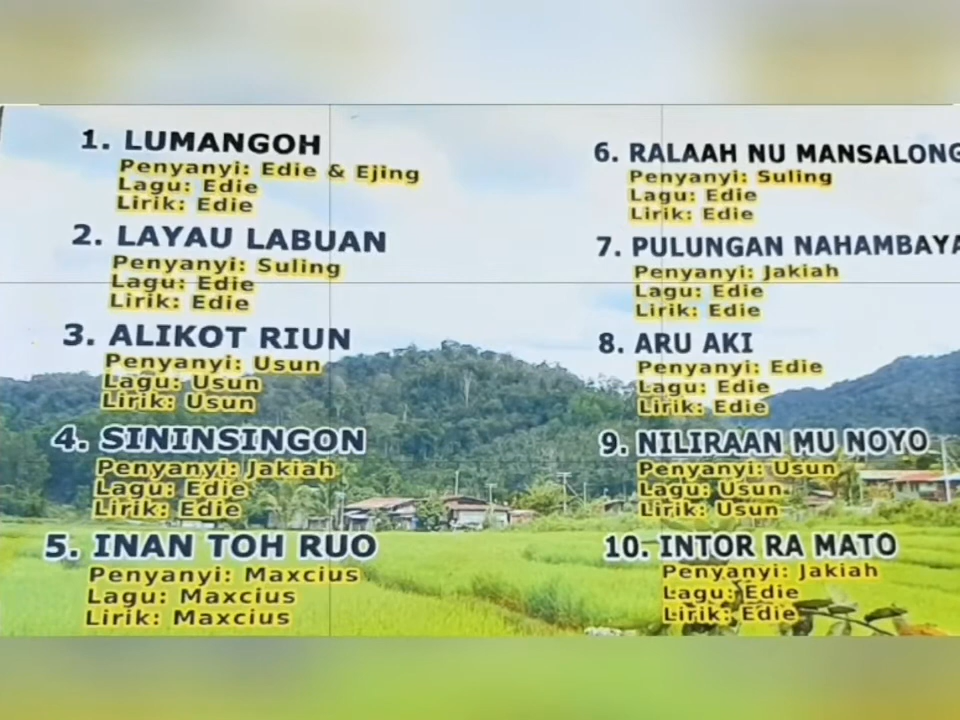 1. LUMANGOH
Penyanyi: Edie & Ejing
Lagu: Edie
Lirik: Edie
2. LAYAU LABUAN
Penyanyi: Suling
Lagu: Edie
Lirik: Edie
3. ALIKOT RIUN
Penyanyi: Usun
Lagu: Usun
Lirik: Usun
4. SININSINGON
Penyanyi: Jakiah
Lagu: Edie
Lirik: Edie
5. INAN TOH RUO
Penyanyi: Maxcius
Lagu: Maxcius
Lirik: Maxcius
6. RALAAH NU MANSALONG
Penyanyi: Suling
Lagu: Edie
Lirik: Edie
7. PULUNGAN NAHAMBAYA
Penyanyi: Jakiah
Lagu: Edie
Lirik: Edie
8. ARU AKI
Penyanyi: Edie
Lagu: Edie
Lirik: Edie
9. NILIRAAN MU NOYO
Penyanyi: Usun
Lagu: Usun
Lirik: Usun
10. INTOR RA MATO
Penyanyi: Jakiah
Lagu: Edie
Lirik: Edie